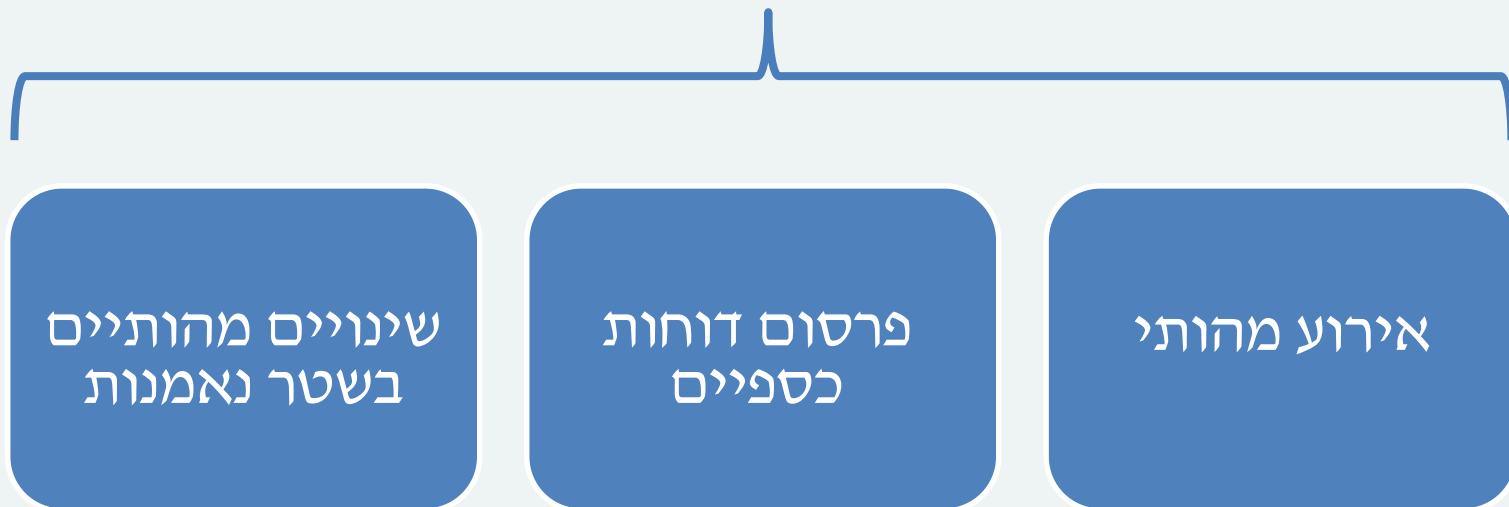 אירוע מהותי
פרסום דוחות
כספיים
שינויים מהותיים
בשטר נאמנות